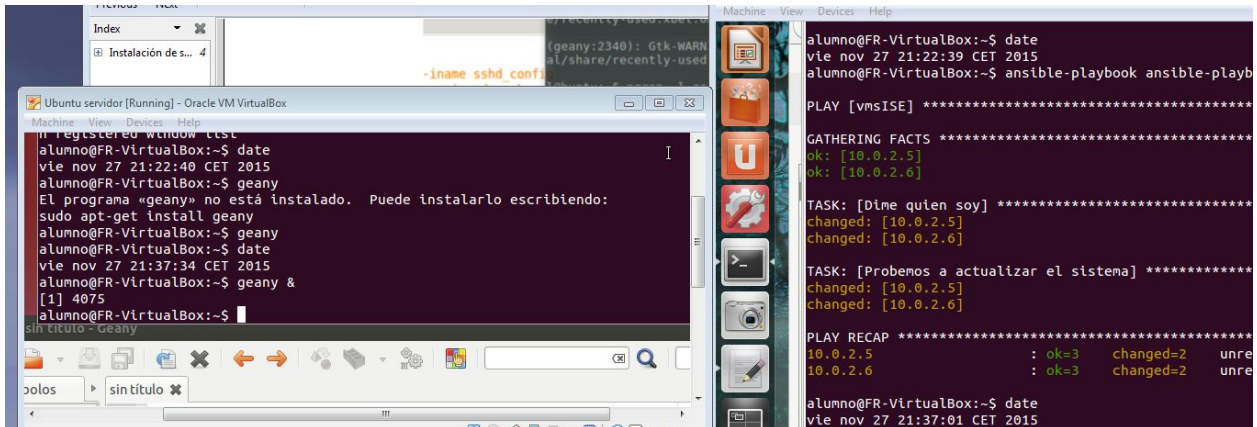 Previous Next
Index
Instalación de s... 4
e/recently-used.xbel.
(geany:2340): Gtk-WARN
al/share/recently-used
-iname sshd_confi
Ubuntu servidor [Running] - Oracle VM VirtualBox
Machine View Devices Help
n registered window list
alumno@FR-VirtualBox:~$ date
vie nov 27 21:22:40 CET 2015
alumno@FR-VirtualBox:~$ geany
El programa «geany» no está instalado. Puede instalarlo escribiendo:
sudo apt-get install geany
alumno@FR-VirtualBox:~$ geany
alumno@FR-VirtualBox:~$ date
vie nov 27 21:37:34 CET 2015
alumno@FR-VirtualBox:~$ geany &
[1] 4075
alumno@FR-VirtualBox:~$
sin título - Geany
bolos
sin título
Machine View Devices Help
alumno@FR-VirtualBox:~$ date
vie nov 27 21:22:39 CET 2015
alumno@FR-VirtualBox:~$ ansible-playbook ansible-playb
PLAY [vmsISE] ********************************
GATHERING FACTS ******************************
ok: [10.0.2.5]
ok: [10.0.2.6]
TASK: [Dime quien soy] ************************
changed: [10.0.2.5]
changed: [10.0.2.6]
TASK: [Probemos a actualizar el sistema] *************
changed: [10.0.2.5]
changed: [10.0.2.6]
PLAY RECAP ***********************************
10.0.2.5 : ok=3 changed=2 unre
10.0.2.6 : ok=3 changed=2 unre
alumno@FR-VirtualBox:~$ date
vie nov 27 21:37:01 CET 2015